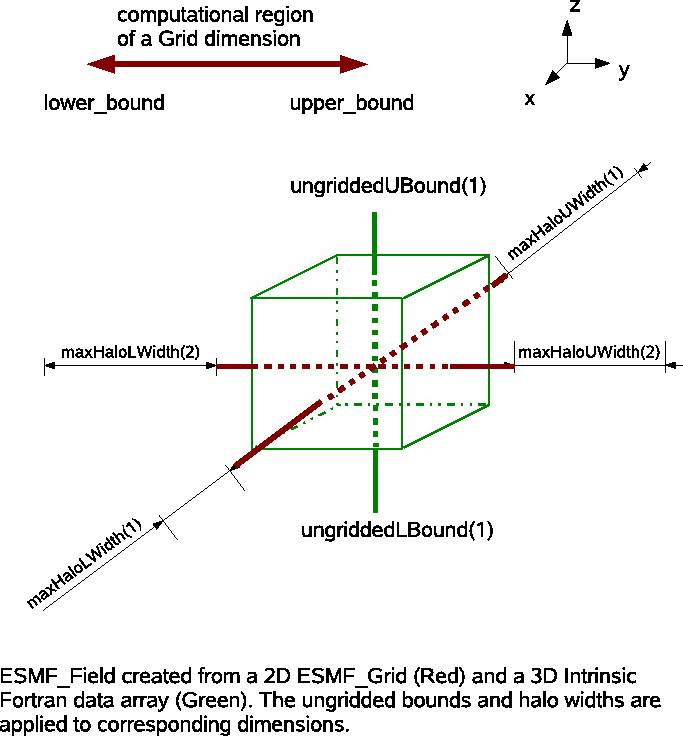 computational region
of a Grid dimension
lower_bound
upper_bound
z
y
x
ungriddedUBound(1)
maxHaloUWidth(1)
maxHaloLWidth(2)
maxHaloUWidth(2)
ungriddedLBound(1)
maxHaloLWidth(1)
ESMF_Field created from a 2D ESMF_Grid (Red) and a 3D Intrinsic
Fortran data array (Green). The ungridded bounds and halo widths are
applied to corresponding dimensions.